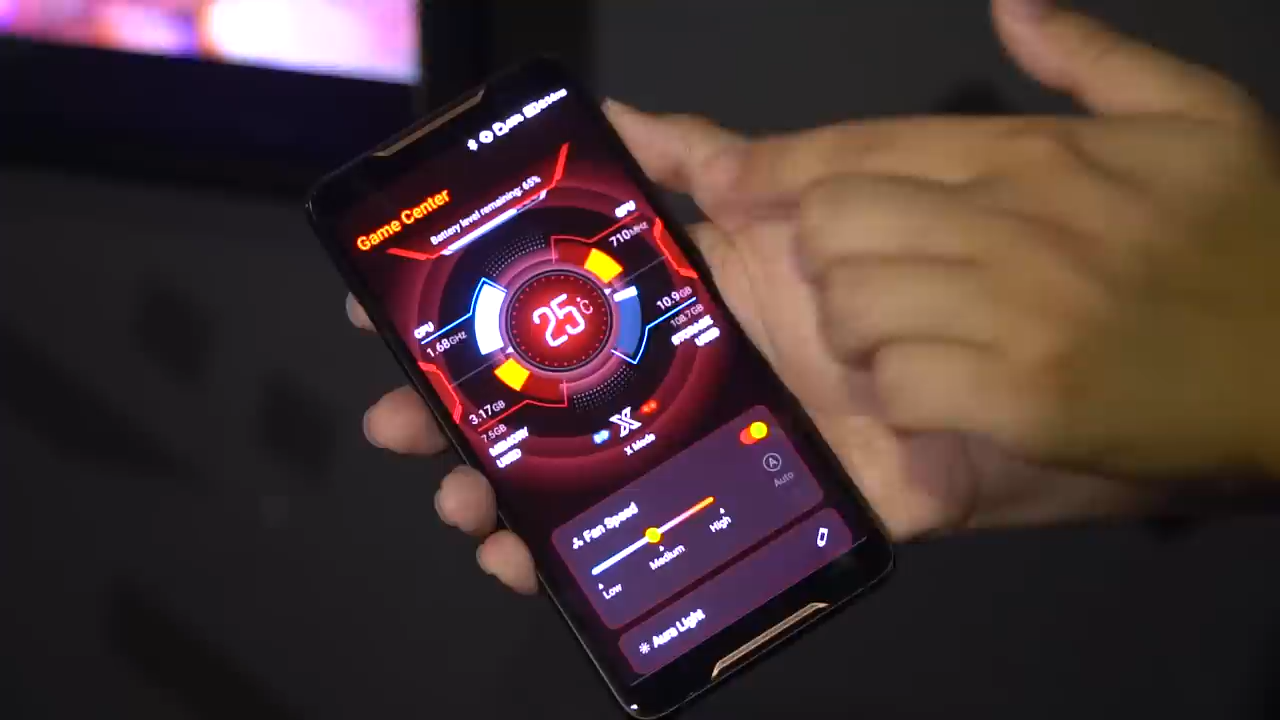 Game Center
Battery level remaining: 65%
CPU
1.68GHz
GPU
710MHz
25°C
10.9GB
108.7GB
STORAGE
USED
3.17GB
7.5GB
MEMORY
USED
X
X Mode
A
Auto
Fan Speed
Low
Medium
High
Aura Light